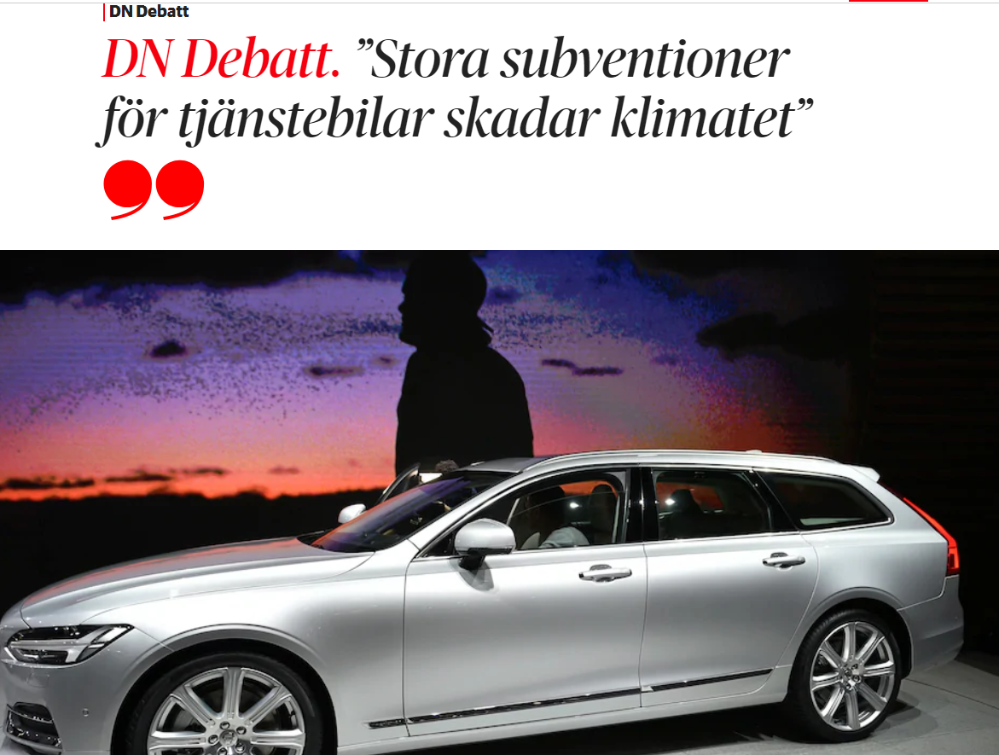 DN Debatt
DN Debatt. ”Stora subventioner
för tjänstebilar skadar klimatet”